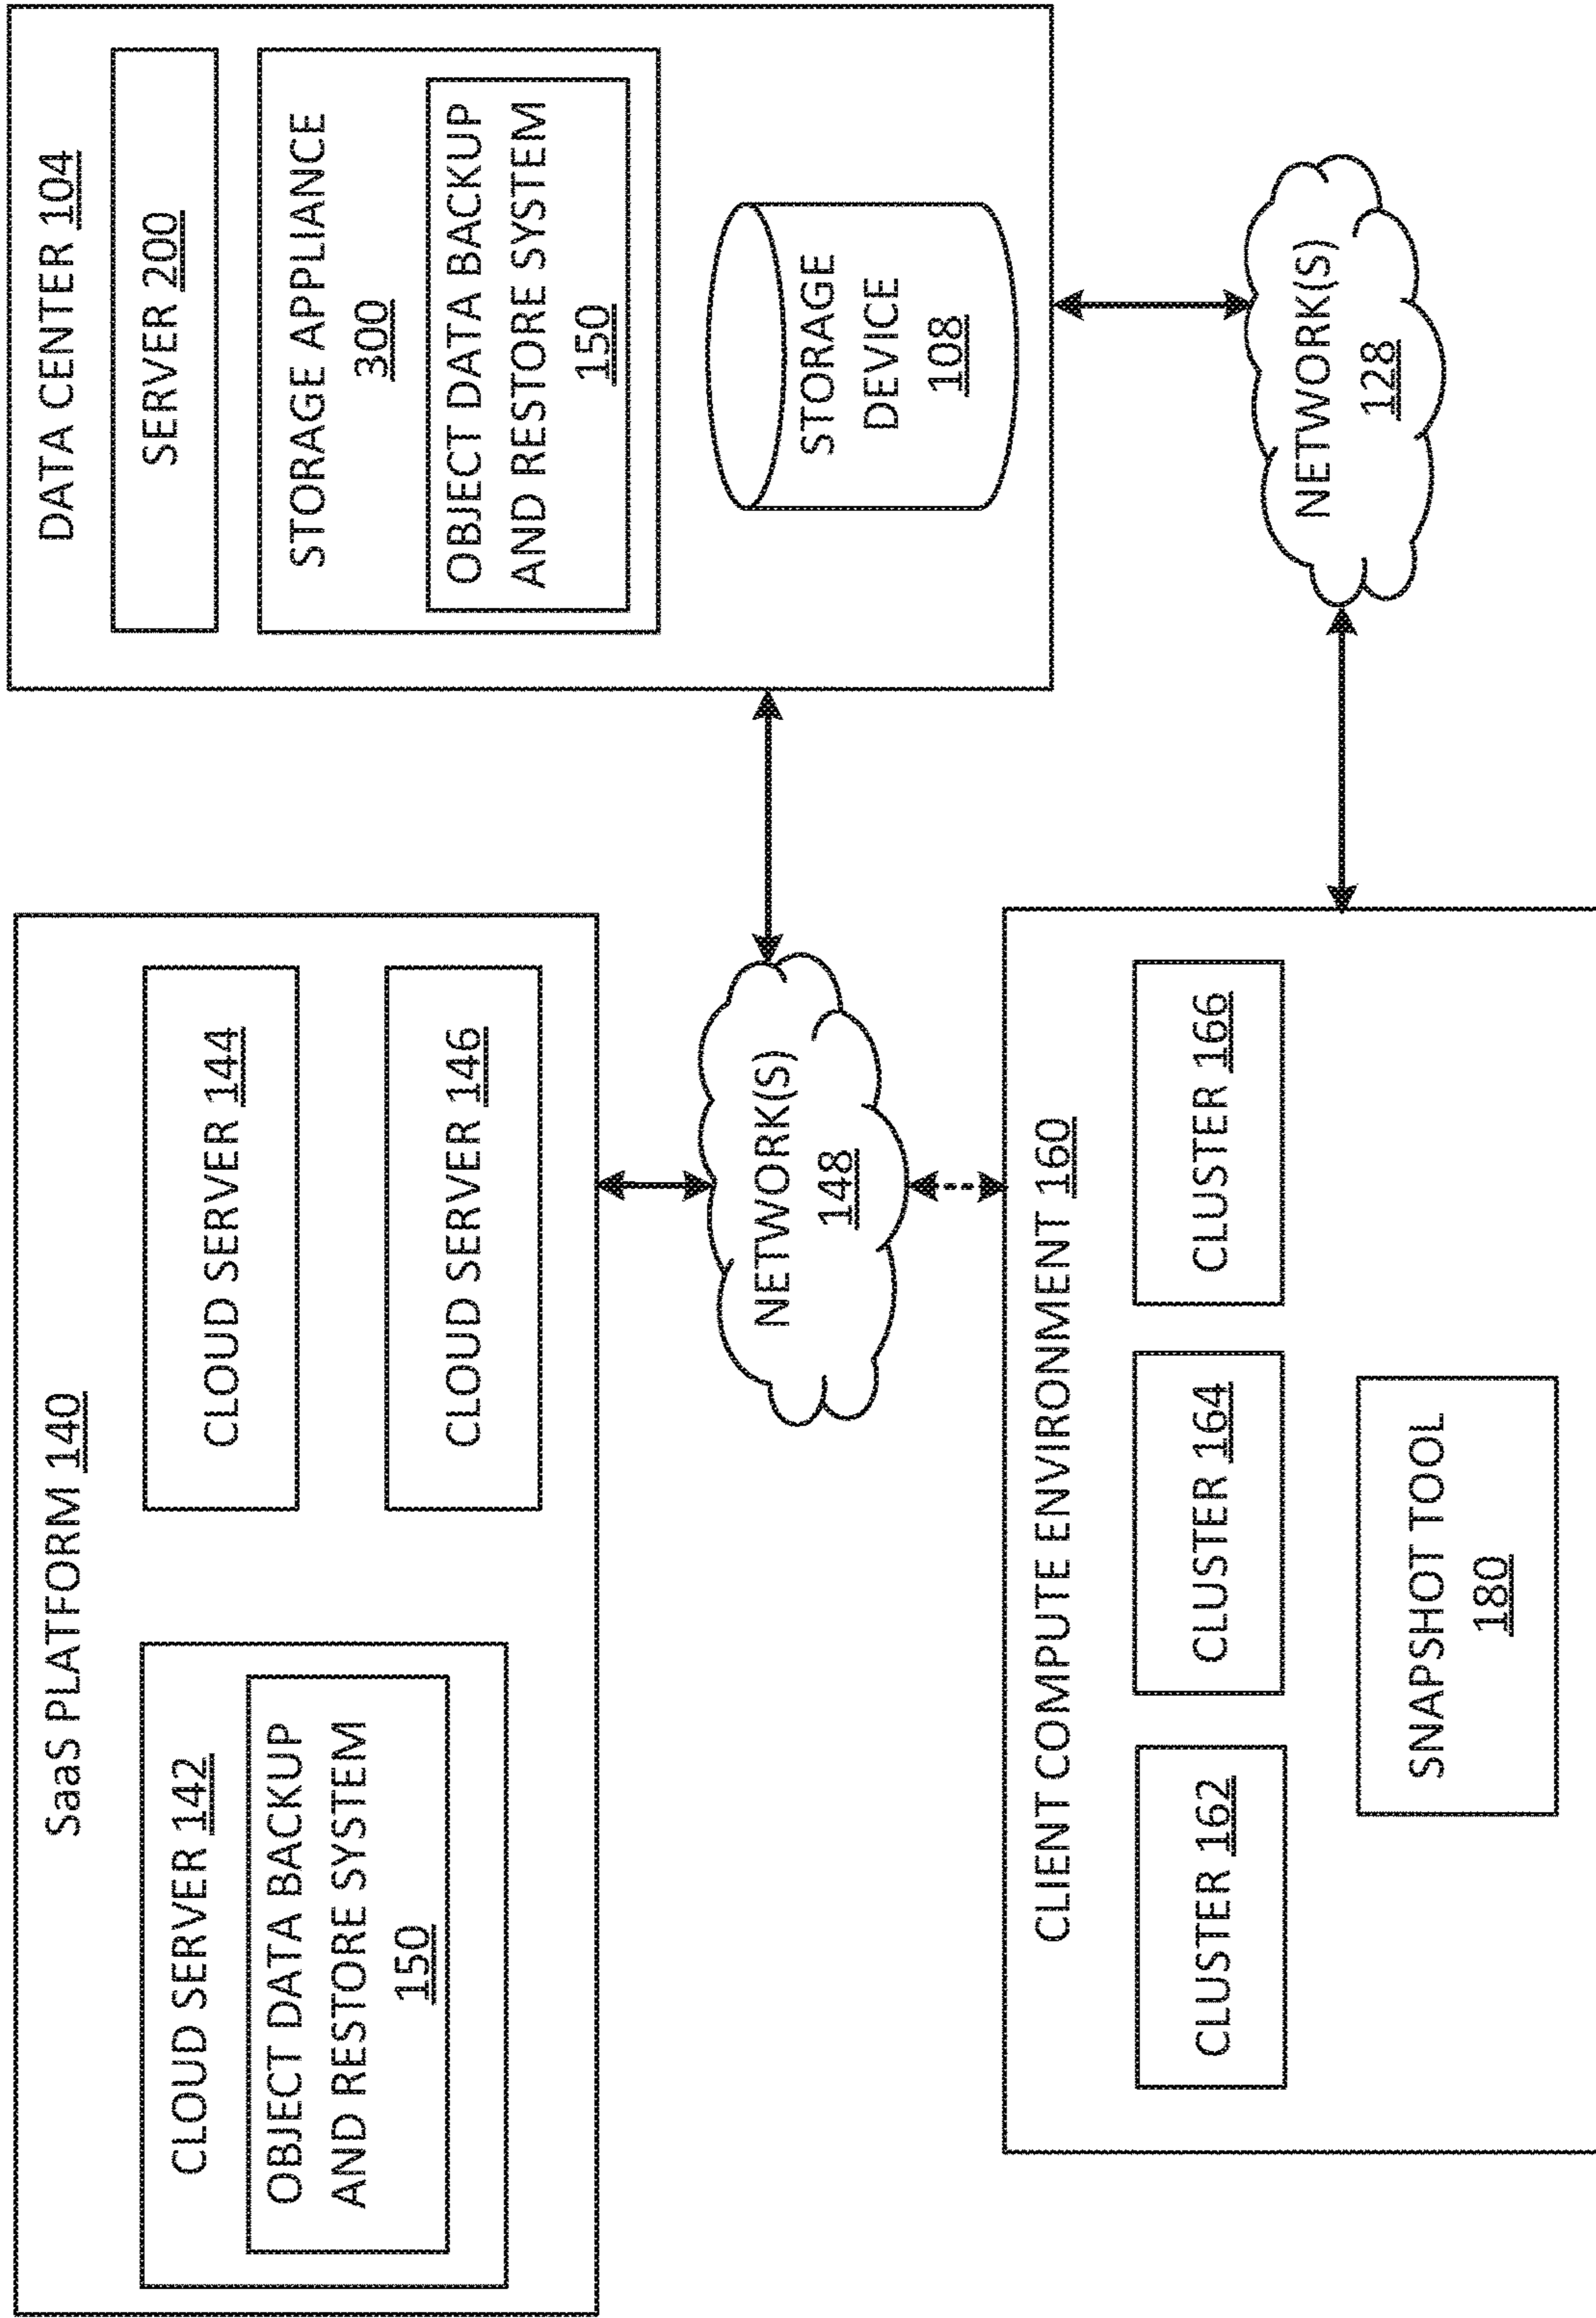 SaaS PLATFORM 140
CLOUD SERVER 142
OBJECT DATA BACKUP
AND RESTORE SYSTEM
150
CLOUD SERVER 144
CLOUD SERVER 146
DATA CENTER 104
SERVER 200
STORAGE APPLIANCE
300
OBJECT DATA BACKUP
AND RESTORE SYSTEM
150
STORAGE
DEVICE
108
NETWORK(S)
148
NETWORK(S)
128
CLIENT COMPUTE ENVIRONMENT 160
CLUSTER 162
CLUSTER 164
CLUSTER 166
SNAPSHOT TOOL
180